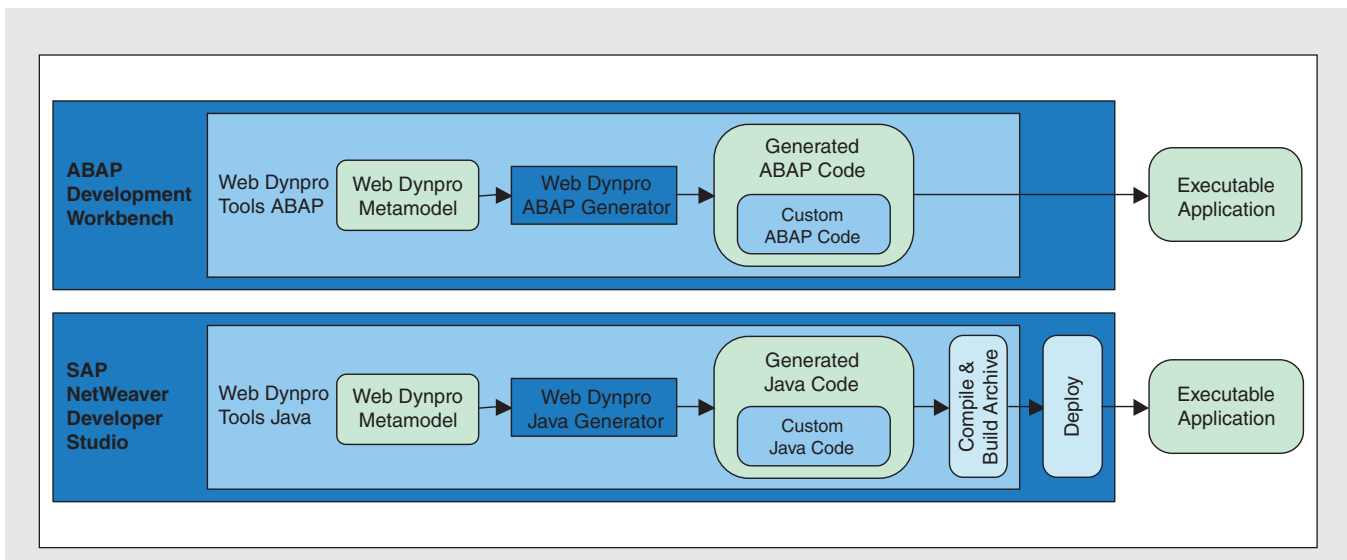 ABAP
Development
Workbench
Web Dynpro
Tools ABAP
Web Dynpro
Metamodel
Web Dynpro
ABAP Generator
Generated
ABAP Code
Custom
ABAP Code
Executable
Application
SAP
NetWeaver
Developer
Studio
Web Dynpro
Tools Java
Web Dynpro
Metamodel
Web Dynpro
Java Generator
Generated
Java Code
Custom
Java Code
Compile &
Build Archive
Deploy
Executable
Application